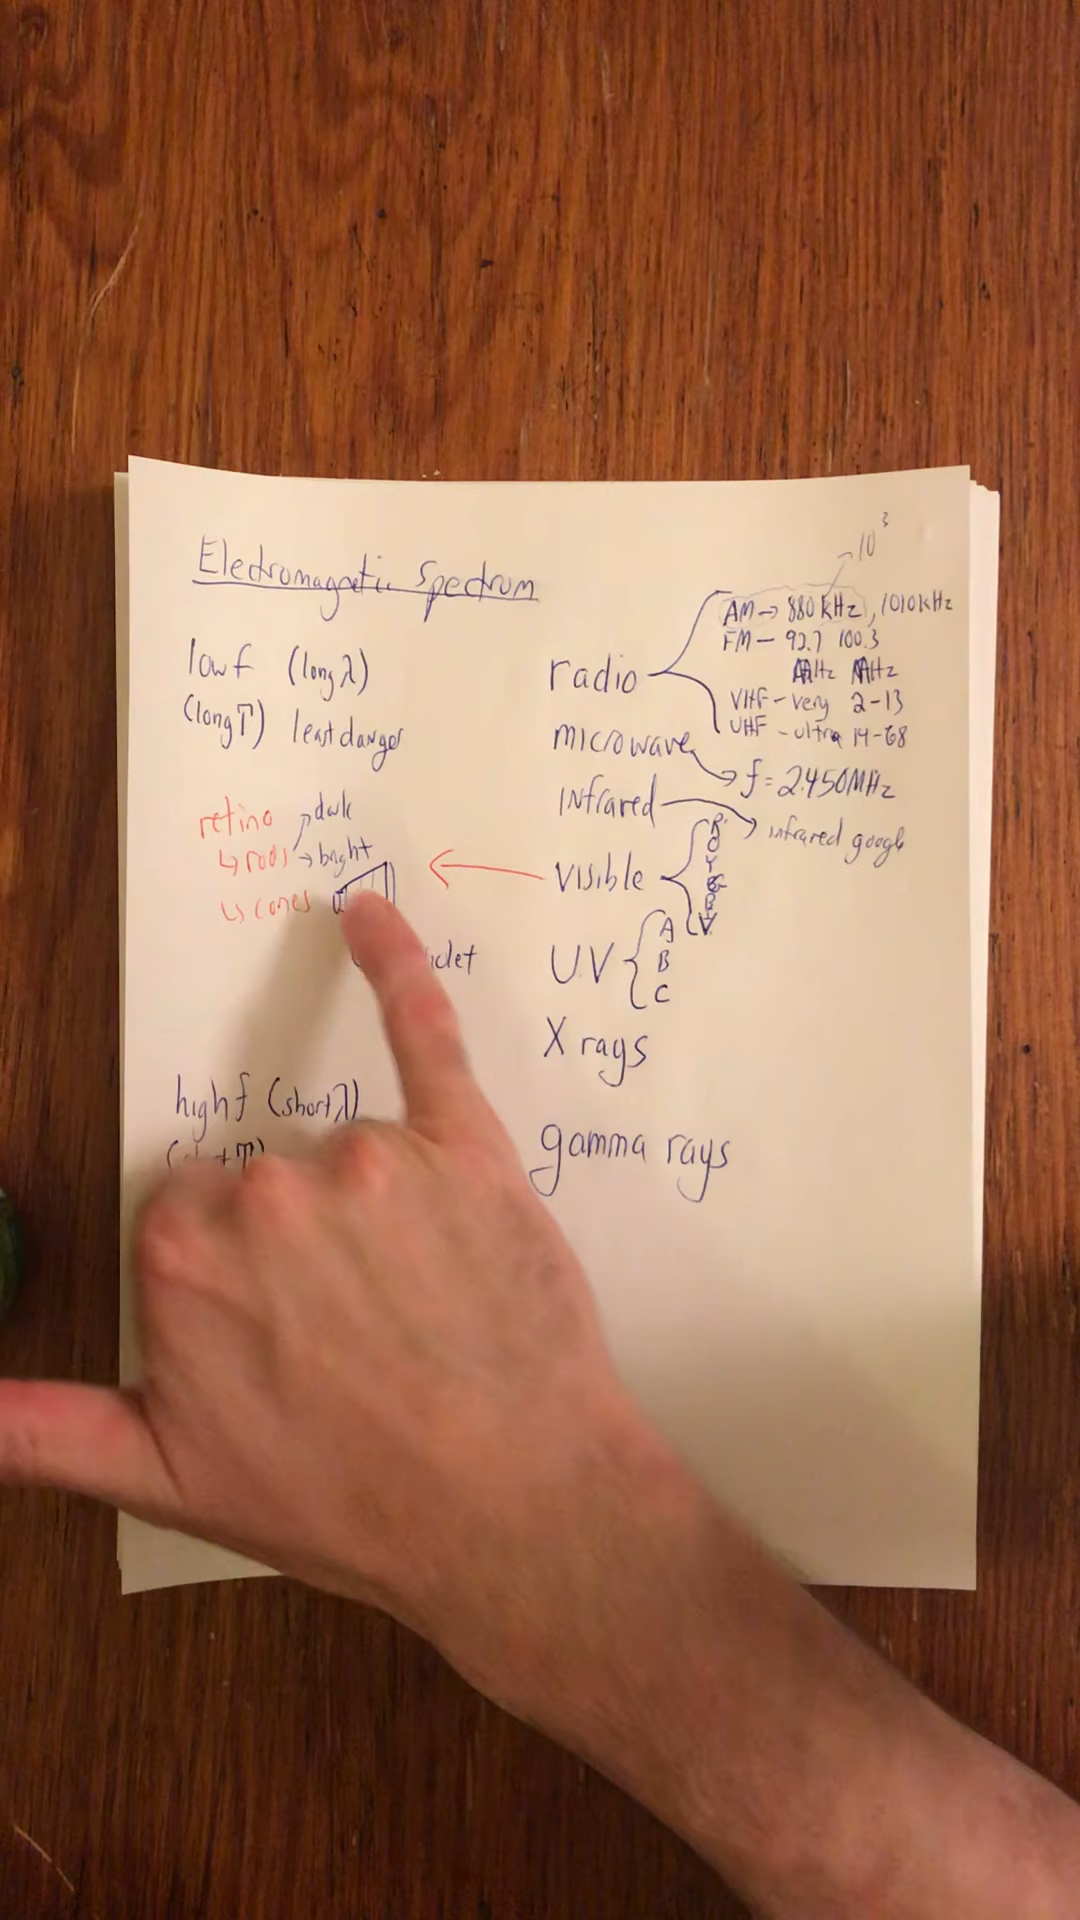 Electromagnetic Spectrum
low f (long λ)
(long T) least danger
retina
↳ rods → dark
→ bright
↳ cones
high f (short λ)
10³
radio
AM → 880 kHz, 1010 kHz
FM — 92.7 100.3
MHz MHz
VHF - very 2-13
UHF - ultra 14-68
microwave → f = 2.450MHz
Infrared → infrared google
Visible
R
O
Y
G
B
I
V
UV
A
B
C
X rays
gamma rays